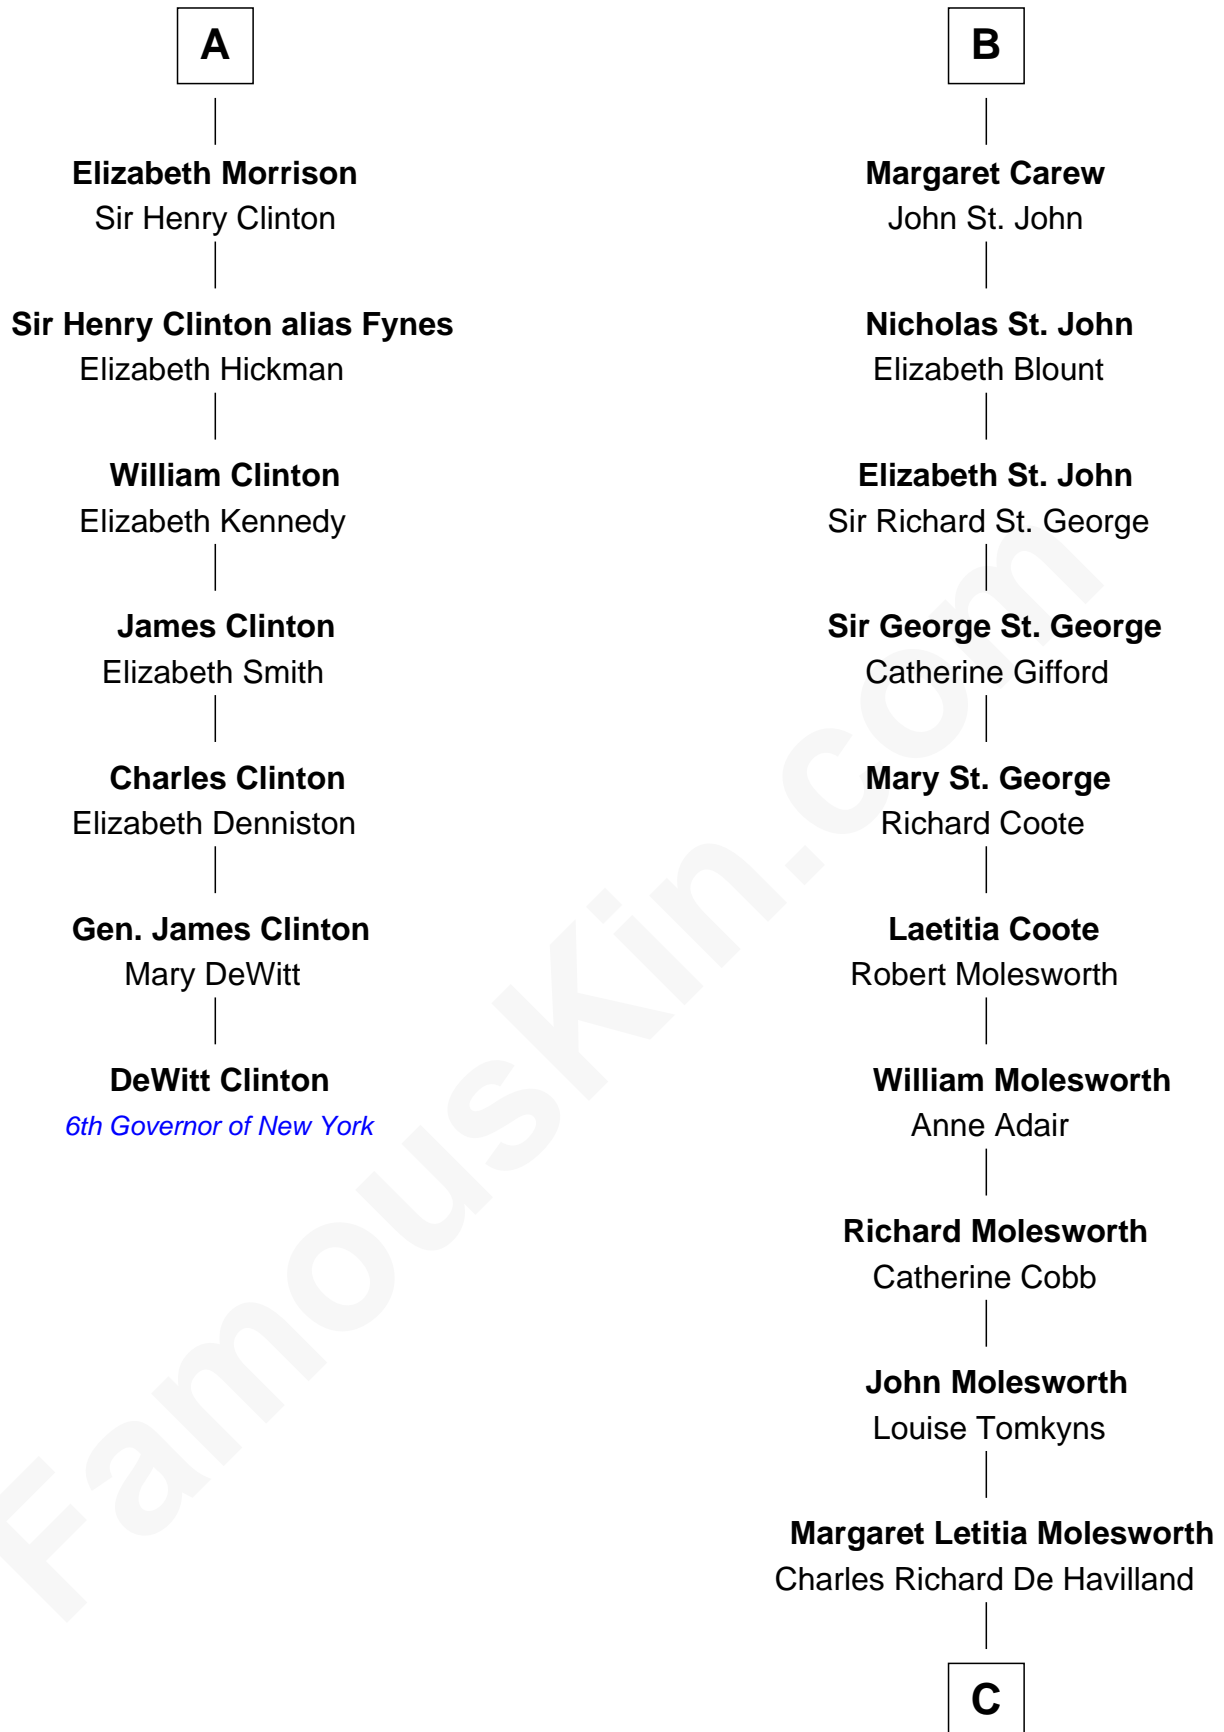 A
Elizabeth Morrison
Sir Henry Clinton
Sir Henry Clinton alias Fynes
Elizabeth Hickman
William Clinton
Elizabeth Kennedy
James Clinton
Elizabeth Smith
Charles Clinton
Elizabeth Denniston
Gen. James Clinton
Mary DeWitt
DeWitt Clinton
6th Governor of New York
B
Margaret Carew
John St. John
Nicholas St. John
Elizabeth Blount
Elizabeth St. John
Sir Richard St. George
Sir George St. George
Catherine Gifford
Mary St. George
Richard Coote
Laetitia Coote
Robert Molesworth
William Molesworth
Anne Adair
Richard Molesworth
Catherine Cobb
John Molesworth
Louise Tomkyns
Margaret Letitia Molesworth
Charles Richard De Havilland
C
FamousKin.com